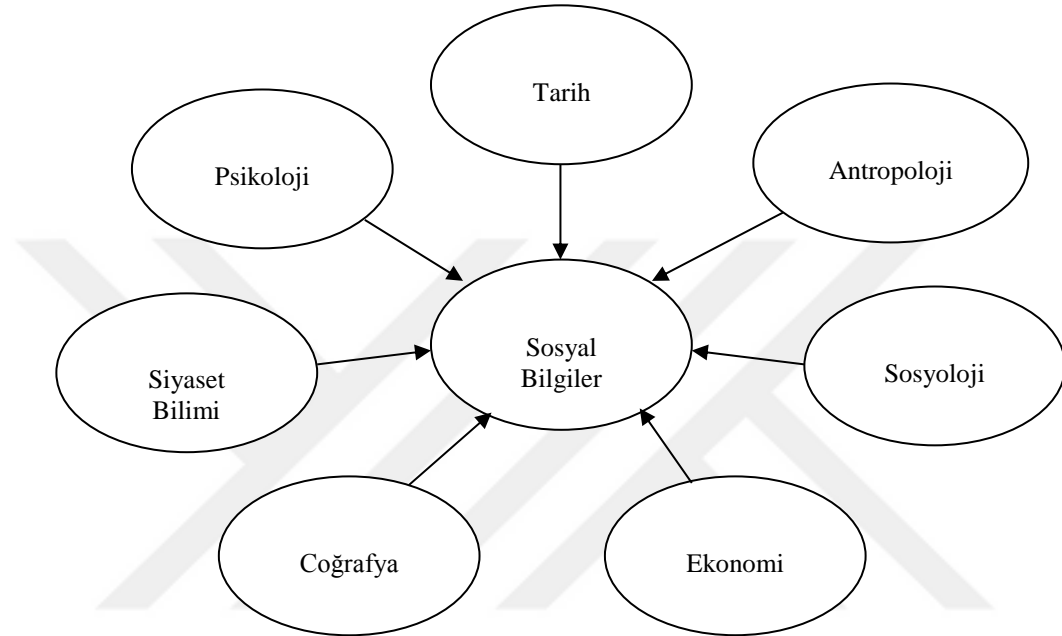 Tarih
Psikoloji
Antropoloji
Sosyal
Bilgiler
Siyaset
Bilimi
Sosyoloji
Coğrafya
Ekonomi